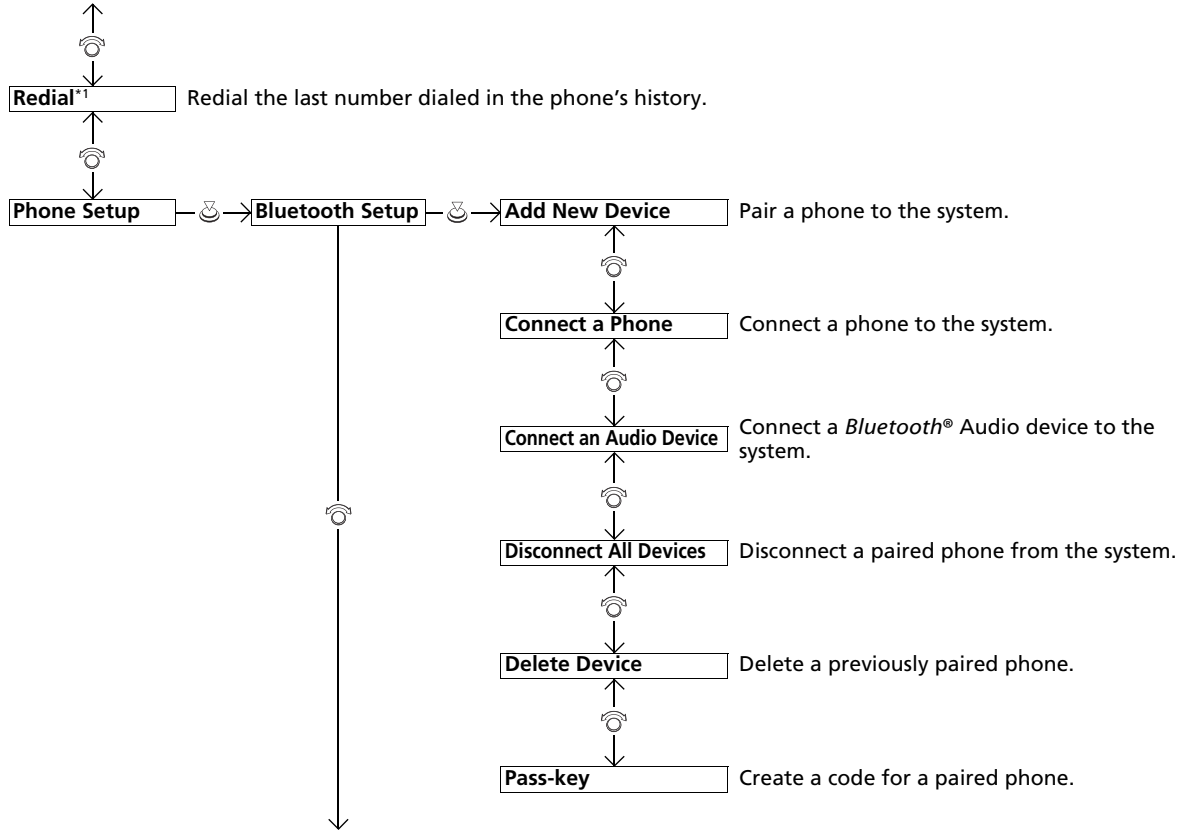 Redial*1 Redial the last number dialed in the phone’s history.
Phone Setup Bluetooth Setup Add New Device Pair a phone to the system.
Connect a Phone Connect a phone to the system.
Connect an Audio Device Connect a Bluetooth® Audio device to the
system.
Disconnect All Devices Disconnect a paired phone from the system.
Delete Device Delete a previously paired phone.
Pass-key Create a code for a paired phone.